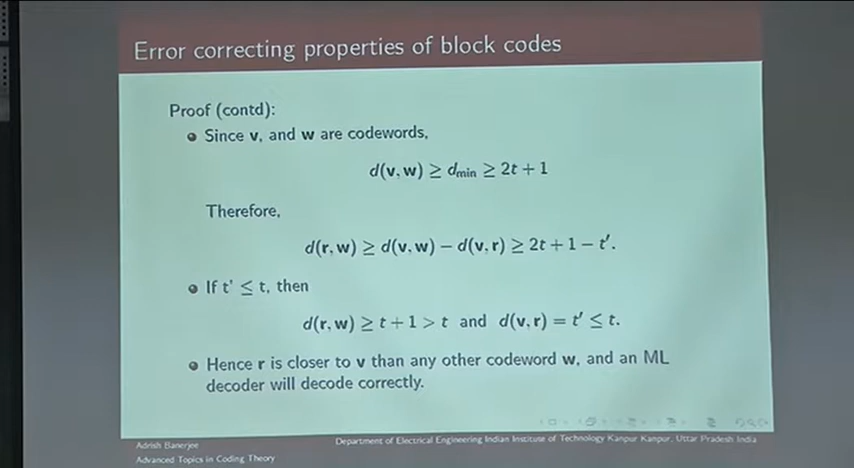 Error correcting properties of block codes
Proof (contd):
Since v, and w are codewords,
d(v, w) ≥ dmin ≥ 2t + 1
Therefore,
d(r, w) ≥ d(v, w) − d(v, r) ≥ 2t + 1 − t′.
If t' ≤ t, then
d(r, w) ≥ t + 1 > t and d(v, r) = t′ ≤ t.
Hence r is closer to v than any other codeword w, and an ML
decoder will decode correctly.
Adrish Banerjee
Department of Electrical Engineering Indian Institute of Technology Kanpur Kanpur, Uttar Pradesh India
Advanced Topics in Coding Theory